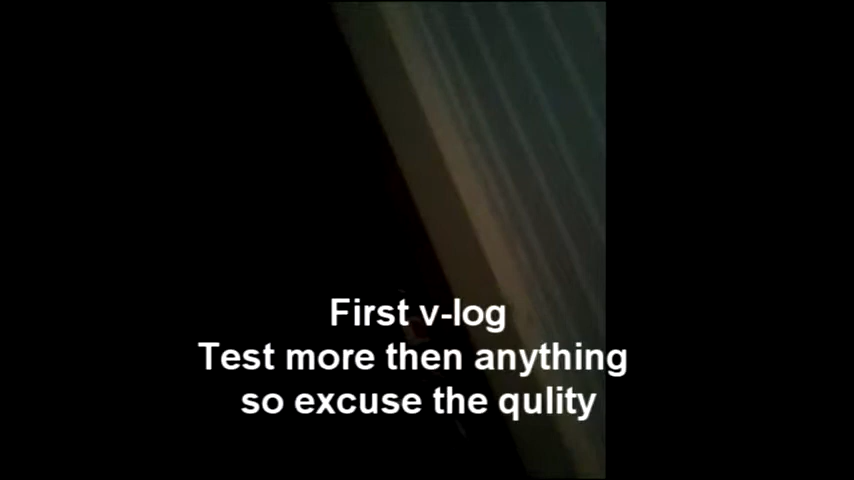 First v-log
Test more then anything
so excuse the qulity